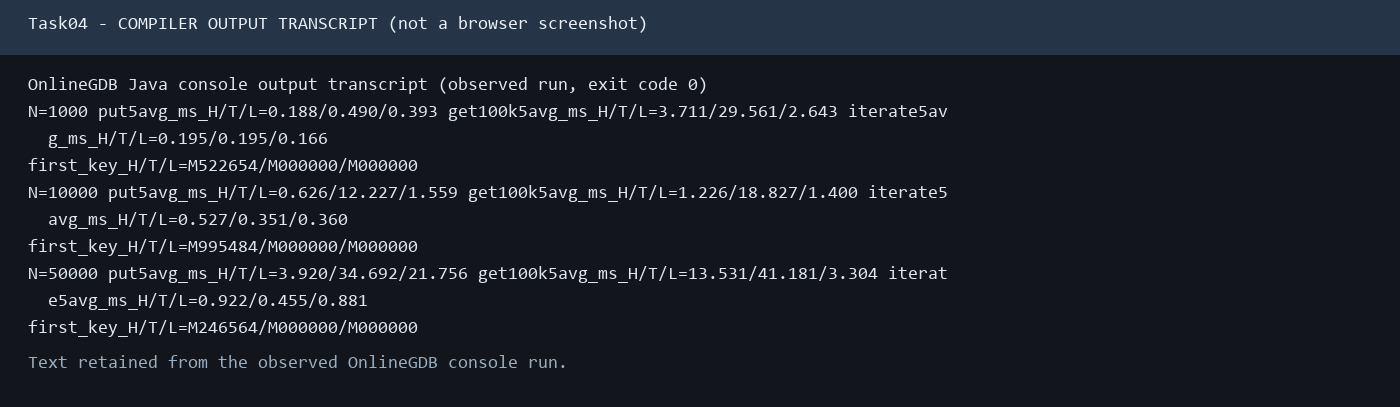 Task04 - COMPILER OUTPUT TRANSCRIPT (not a browser screenshot)
OnlineGDB Java console output transcript (observed run, exit code 0)
N=1000 put5avg_ms_H/T/L=0.188/0.490/0.393 get100k5avg_ms_H/T/L=3.711/29.561/2.643 iterate5av
g_ms_H/T/L=0.195/0.195/0.166
first_key_H/T/L=M522654/M000000/M000000
N=10000 put5avg_ms_H/T/L=0.626/12.227/1.559 get100k5avg_ms_H/T/L=1.226/18.827/1.400 iterate5
avg_ms_H/T/L=0.527/0.351/0.360
first_key_H/T/L=M995484/M000000/M000000
N=50000 put5avg_ms_H/T/L=3.920/34.692/21.756 get100k5avg_ms_H/T/L=13.531/41.181/3.304 iterat
e5avg_ms_H/T/L=0.922/0.455/0.881
first_key_H/T/L=M246564/M000000/M000000
Text retained from the observed OnlineGDB console run.